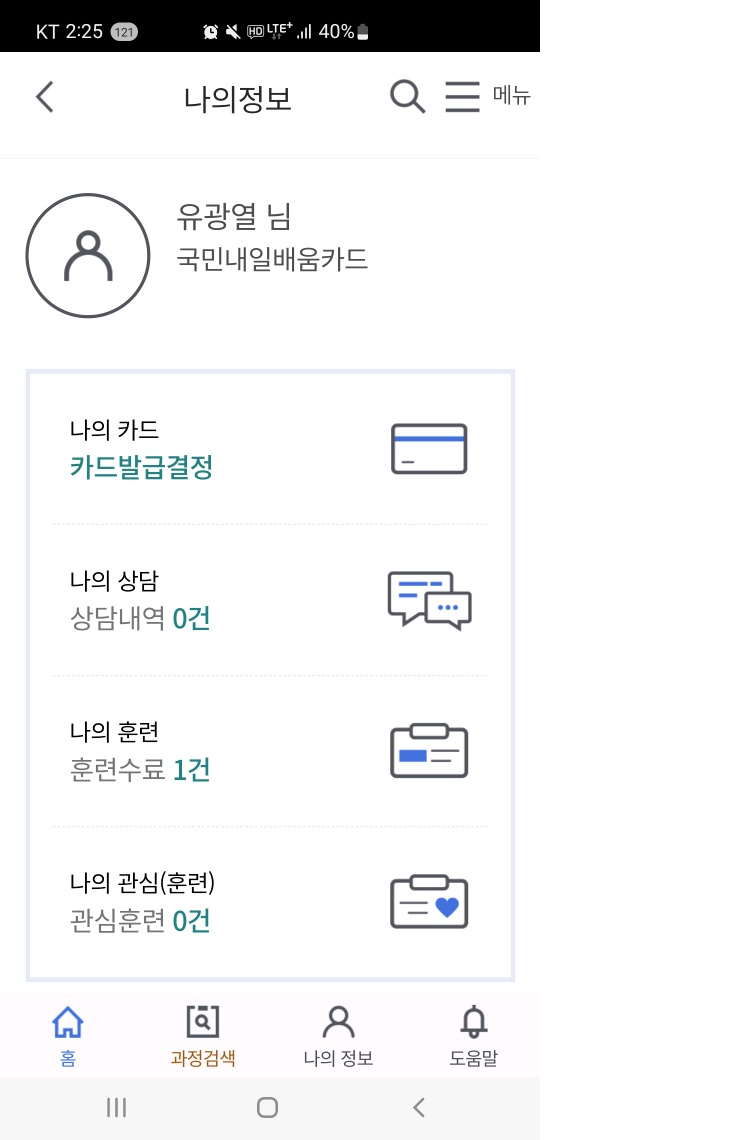 KT 2:25 121 HD LTE+ 40%
나의정보 메뉴
유광열 님
국민내일배움카드
나의 카드
카드발급결정
나의 상담
상담내역 0건
나의 훈련
훈련수료 1건
나의 관심(훈련)
관심훈련 0건
홈 과정검색 나의 정보 도움말